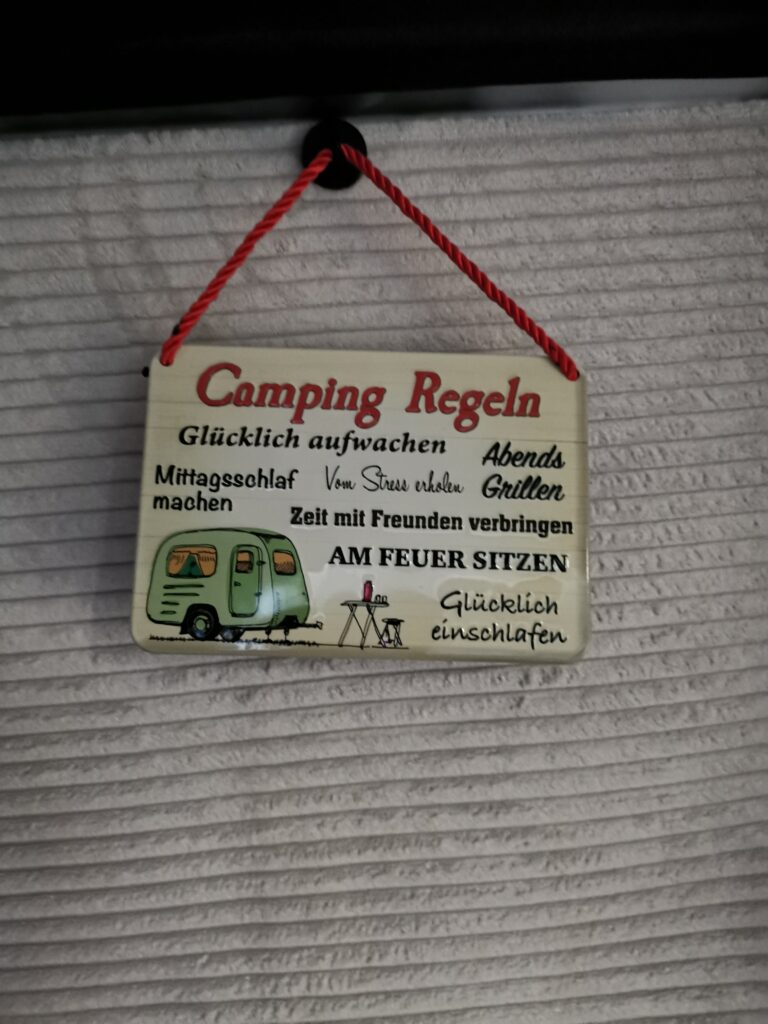 Camping Regeln
Glücklich aufwachen
Abends
Grillen
Mittagsschlaf
machen
Vom Stress erholen
Zeit mit Freunden verbringen
AM FEUER SITZEN
Glücklich
einschlafen